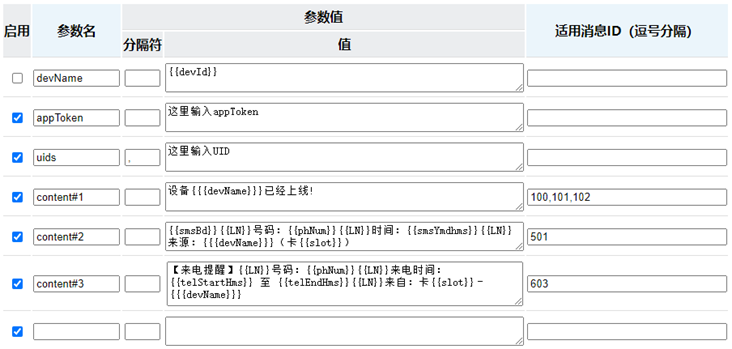 启用 参数名 参数值 适用消息ID（逗号分隔）
分隔符 值
devName {{devId}}
appToken 这里输入appToken
uids , 这里输入UID
content#1 设备{{{devName}}}已经上线! 100,101,102
content#2 {{smsBd}}{{LN}}号码: {{phNum}}{{LN}}时间: {{smsYmdhms}}{{LN}} 501
来源: {{{devName}}}（卡{{slot}}）
content#3 【来电提醒】{{LN}}号码: {{phNum}}{{LN}}来电时间: 603
{{telStartHms}} 至 {{telEndHms}}{{LN}}来自: 卡{{slot}}-
{{{devName}}}